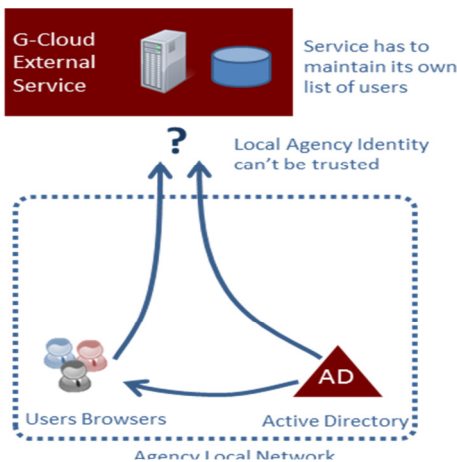 G-Cloud
External
Service
Service has to
maintain its own
list of users
?
Local Agency Identity
can't be trusted
AD
Users Browsers
Active Directory
Agency Local Network